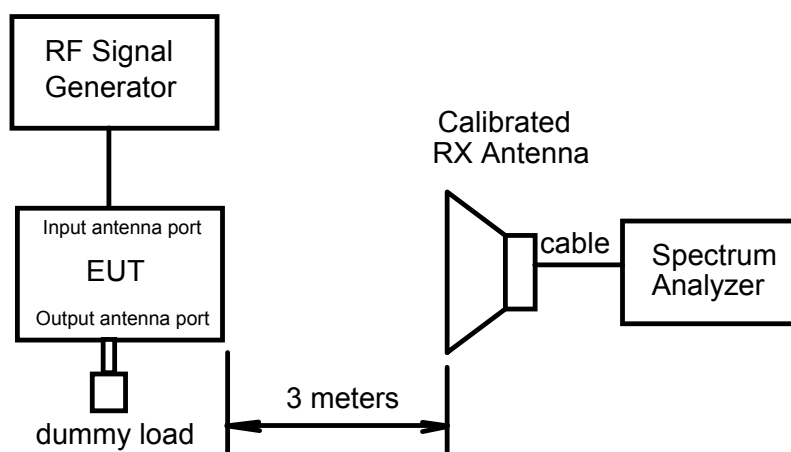 RF Signal
Generator
Input antenna port
EUT
Output antenna port
dummy load
3 meters
Calibrated
RX Antenna
cable
Spectrum
Analyzer